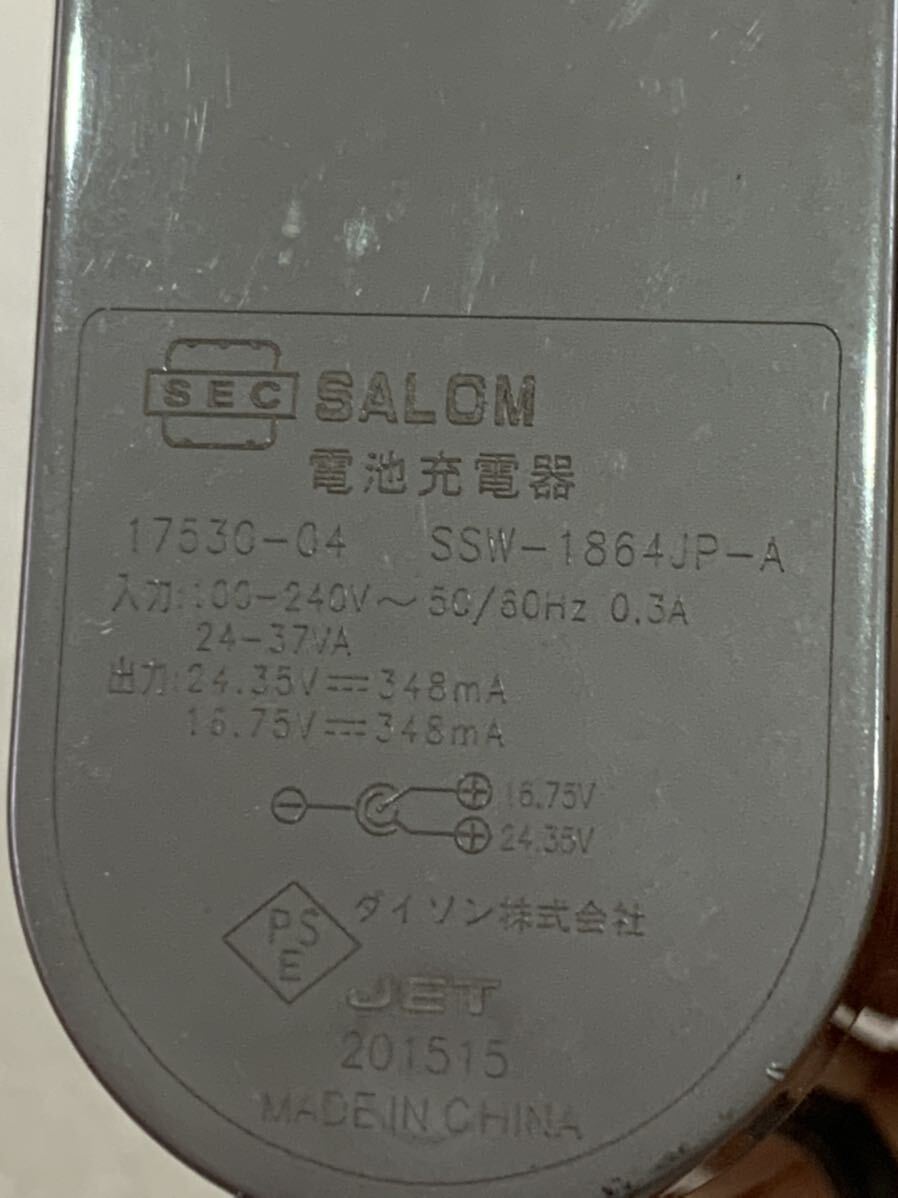 SEC SALOM
電池充電器
17530-04 SSW-1864JP-A
入力:100-240V～50/60Hz 0.3A
24-37VA
出力:24.35V⎓348mA
16.75V⎓348mA
⊖ ⊕ 16.75V
⊕ 24.35V
PSE ダイソン株式会社
JET
201515
MADE IN CHINA